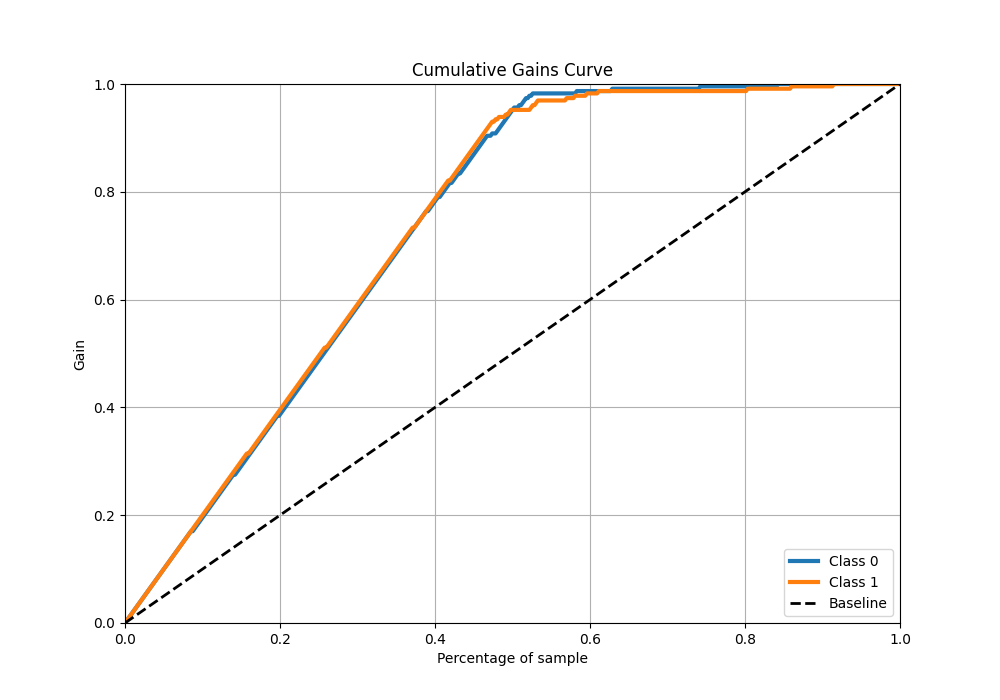 Cumulative Gains Curve
1.0
0.8
0.6
0.4
0.2
0.0
Gain
0.0 0.2 0.4 0.6 0.8 1.0
Percentage of sample
Class 0
Class 1
Baseline